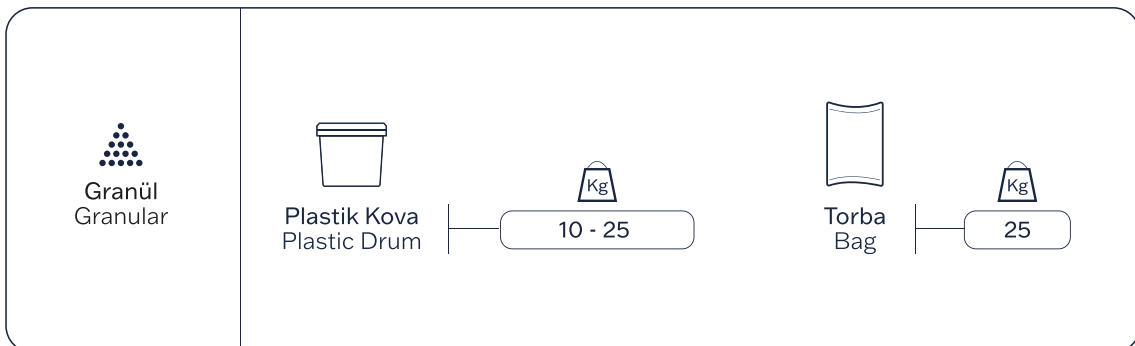 Granül
Granular
Plastik Kova
Plastic Drum
Kg
10 - 25
Torba
Bag
Kg
25